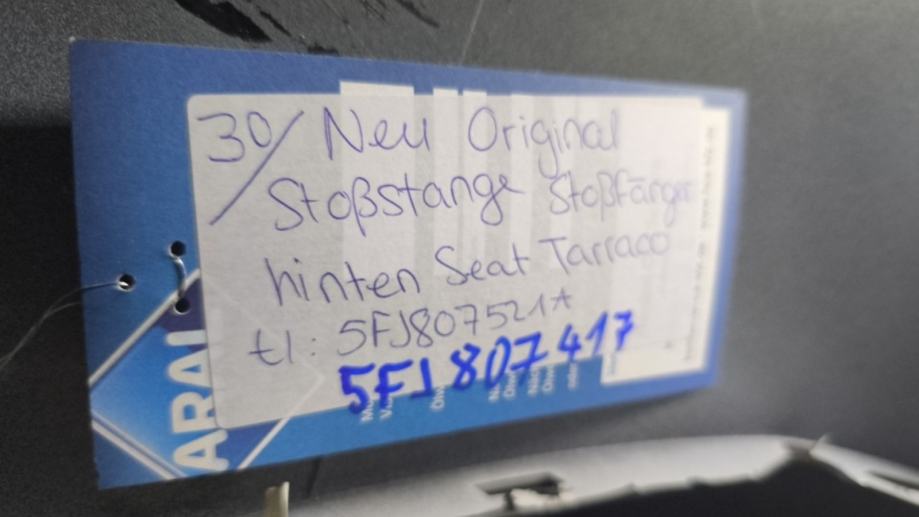 30/ Neu Original
Stoßstange Stoßfänger
hinten Seat Tarraco
tl: 5FJ807521A
5FJ807417
ARAL